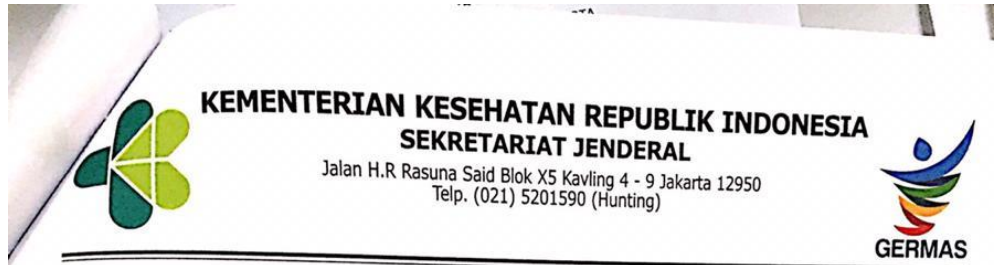 KEMENTERIAN KESEHATAN REPUBLIK INDONESIA
SEKRETARIAT JENDERAL
Jalan H.R Rasuna Said Blok X5 Kavling 4 - 9 Jakarta 12950
Telp. (021) 5201590 (Hunting)
GERMAS